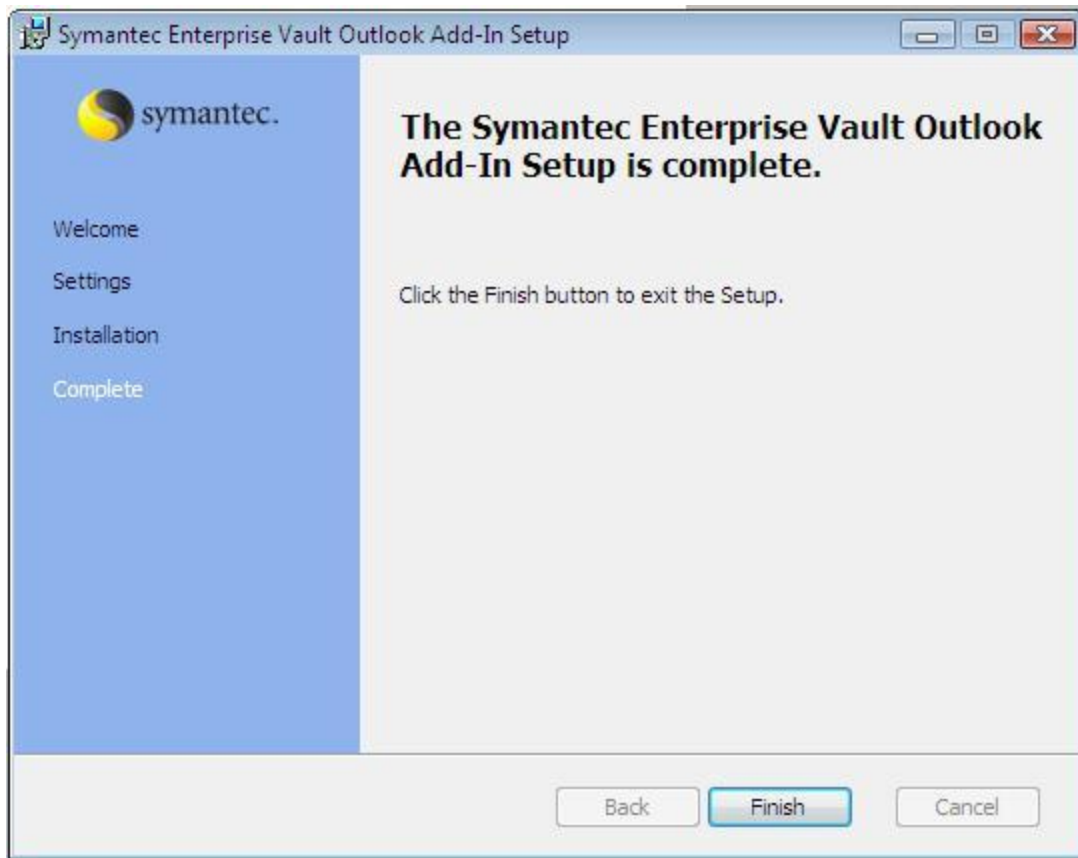 Symantec Enterprise Vault Outlook Add-In Setup
symantec.
Welcome
Settings
Installation
Complete
The Symantec Enterprise Vault Outlook
Add-In Setup is complete.
Click the Finish button to exit the Setup.
Back
Finish
Cancel